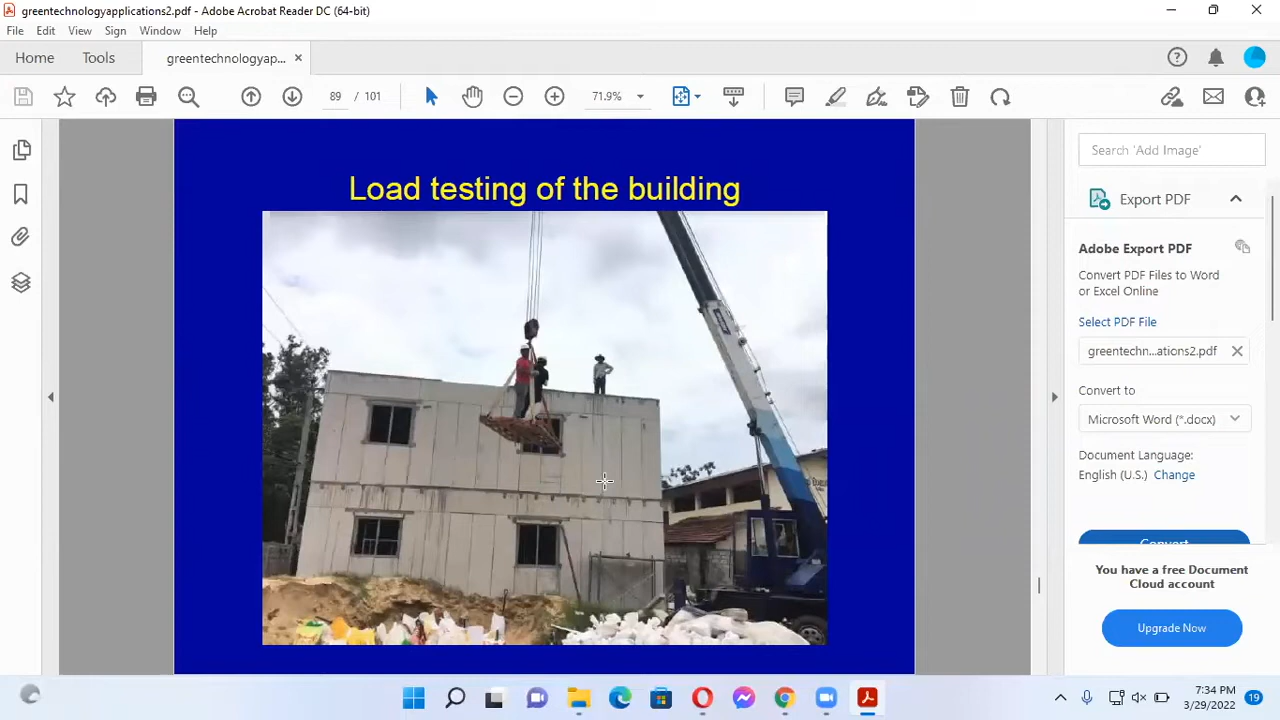 greentechnologyapplications2.pdf - Adobe Acrobat Reader DC (64-bit)
File Edit View Sign Window Help
Home Tools greentechnologyap...
89 / 101 71.9%
Search 'Add Image'
Load testing of the building
Export PDF
Adobe Export PDF
Convert PDF Files to Word
or Excel Online
Select PDF File
greentechn...ations2.pdf
Convert to
Microsoft Word (*.docx)
Document Language:
English (U.S.) Change
Convert
You have a free Document
Cloud account
Upgrade Now
7:34 PM
3/29/2022
19